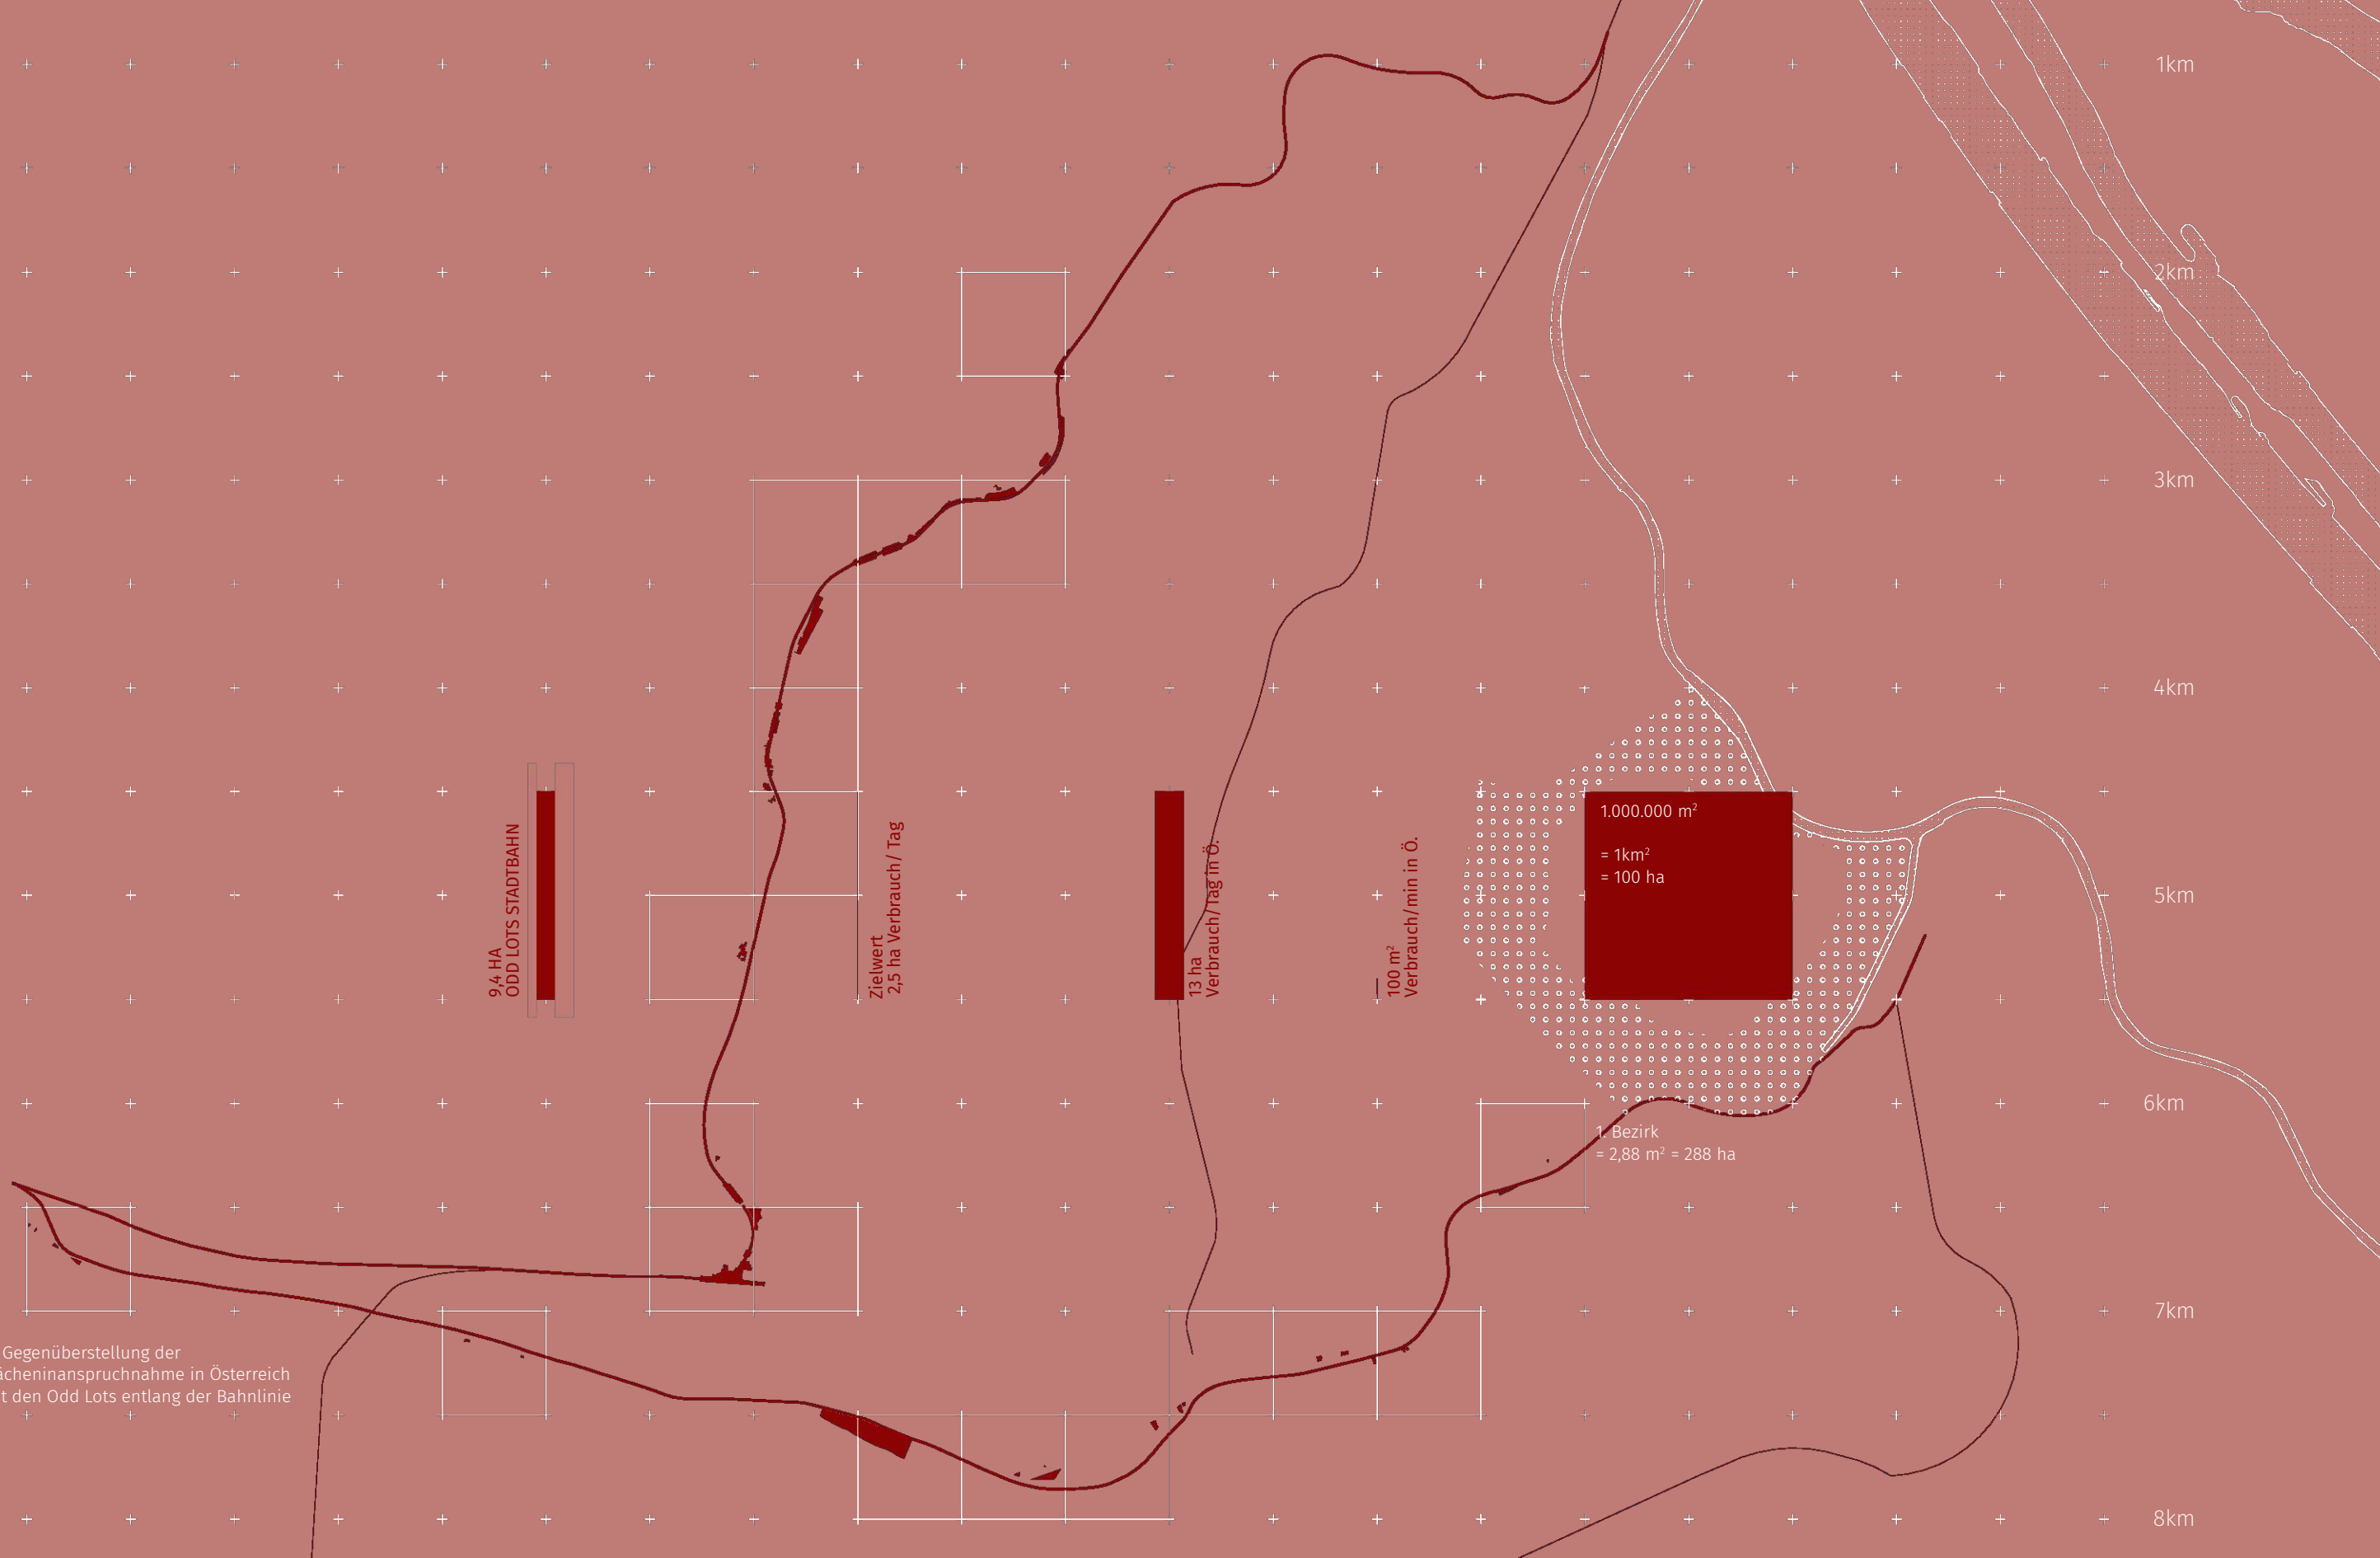 1km
2km
3km
4km
5km
6km
7km
8km
9,4 HA
ODD LOTS STADTBAHN
Zielwert
2,5 ha Verbrauch/ Tag
13 ha
Verbrauch/Tag in Ö.
100 m²
Verbrauch/min in Ö.
1.000.000 m²
= 1km²
= 100 ha
1. Bezirk
= 2,88 m² = 288 ha
Gegenüberstellung der
ächeninanspruchnahme in Österreich
t den Odd Lots entlang der Bahnlinie